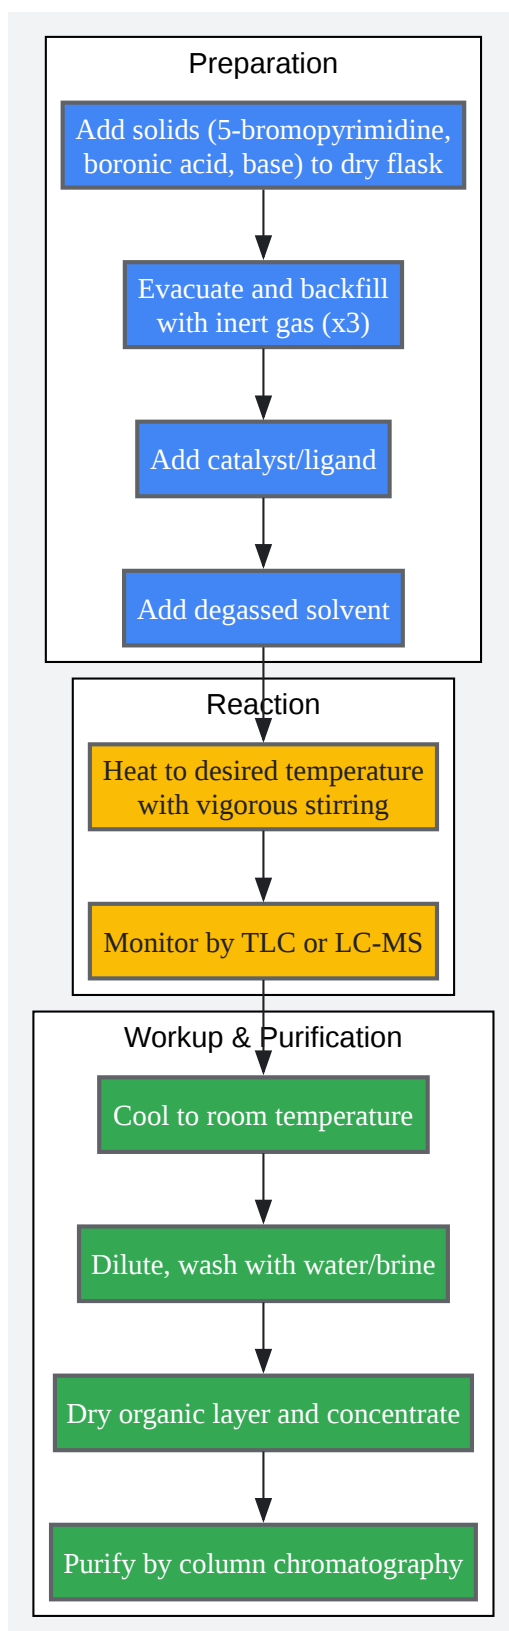 Preparation
Add solids (5-bromopyrimidine,
boronic acid, base) to dry flask
Evacuate and backfill
with inert gas (x3)
Add catalyst/ligand
Add degassed solvent
Reaction
Heat to desired temperature
with vigorous stirring
Monitor by TLC or LC-MS
Workup & Purification
Cool to room temperature
Dilute, wash with water/brine
Dry organic layer and concentrate
Purify by column chromatography